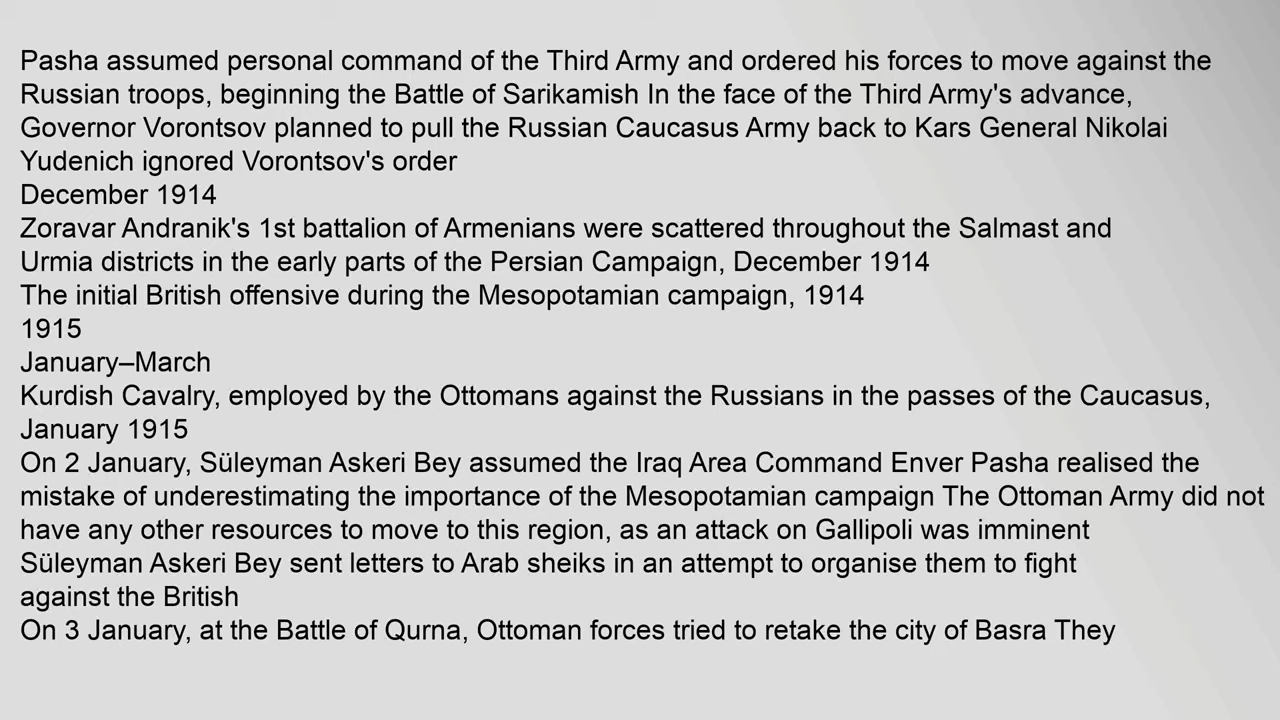 Pasha assumed personal command of the Third Army and ordered his forces to move against the
Russian troops, beginning the Battle of Sarikamish In the face of the Third Army's advance,
Governor Vorontsov planned to pull the Russian Caucasus Army back to Kars General Nikolai
Yudenich ignored Vorontsov's order
December 1914
Zoravar Andranik's 1st battalion of Armenians were scattered throughout the Salmast and
Urmia districts in the early parts of the Persian Campaign, December 1914
The initial British offensive during the Mesopotamian campaign, 1914
1915
January–March
Kurdish Cavalry, employed by the Ottomans against the Russians in the passes of the Caucasus,
January 1915
On 2 January, Süleyman Askeri Bey assumed the Iraq Area Command Enver Pasha realised the
mistake of underestimating the importance of the Mesopotamian campaign The Ottoman Army did not
have any other resources to move to this region, as an attack on Gallipoli was imminent
Süleyman Askeri Bey sent letters to Arab sheiks in an attempt to organise them to fight
against the British
On 3 January, at the Battle of Qurna, Ottoman forces tried to retake the city of Basra They